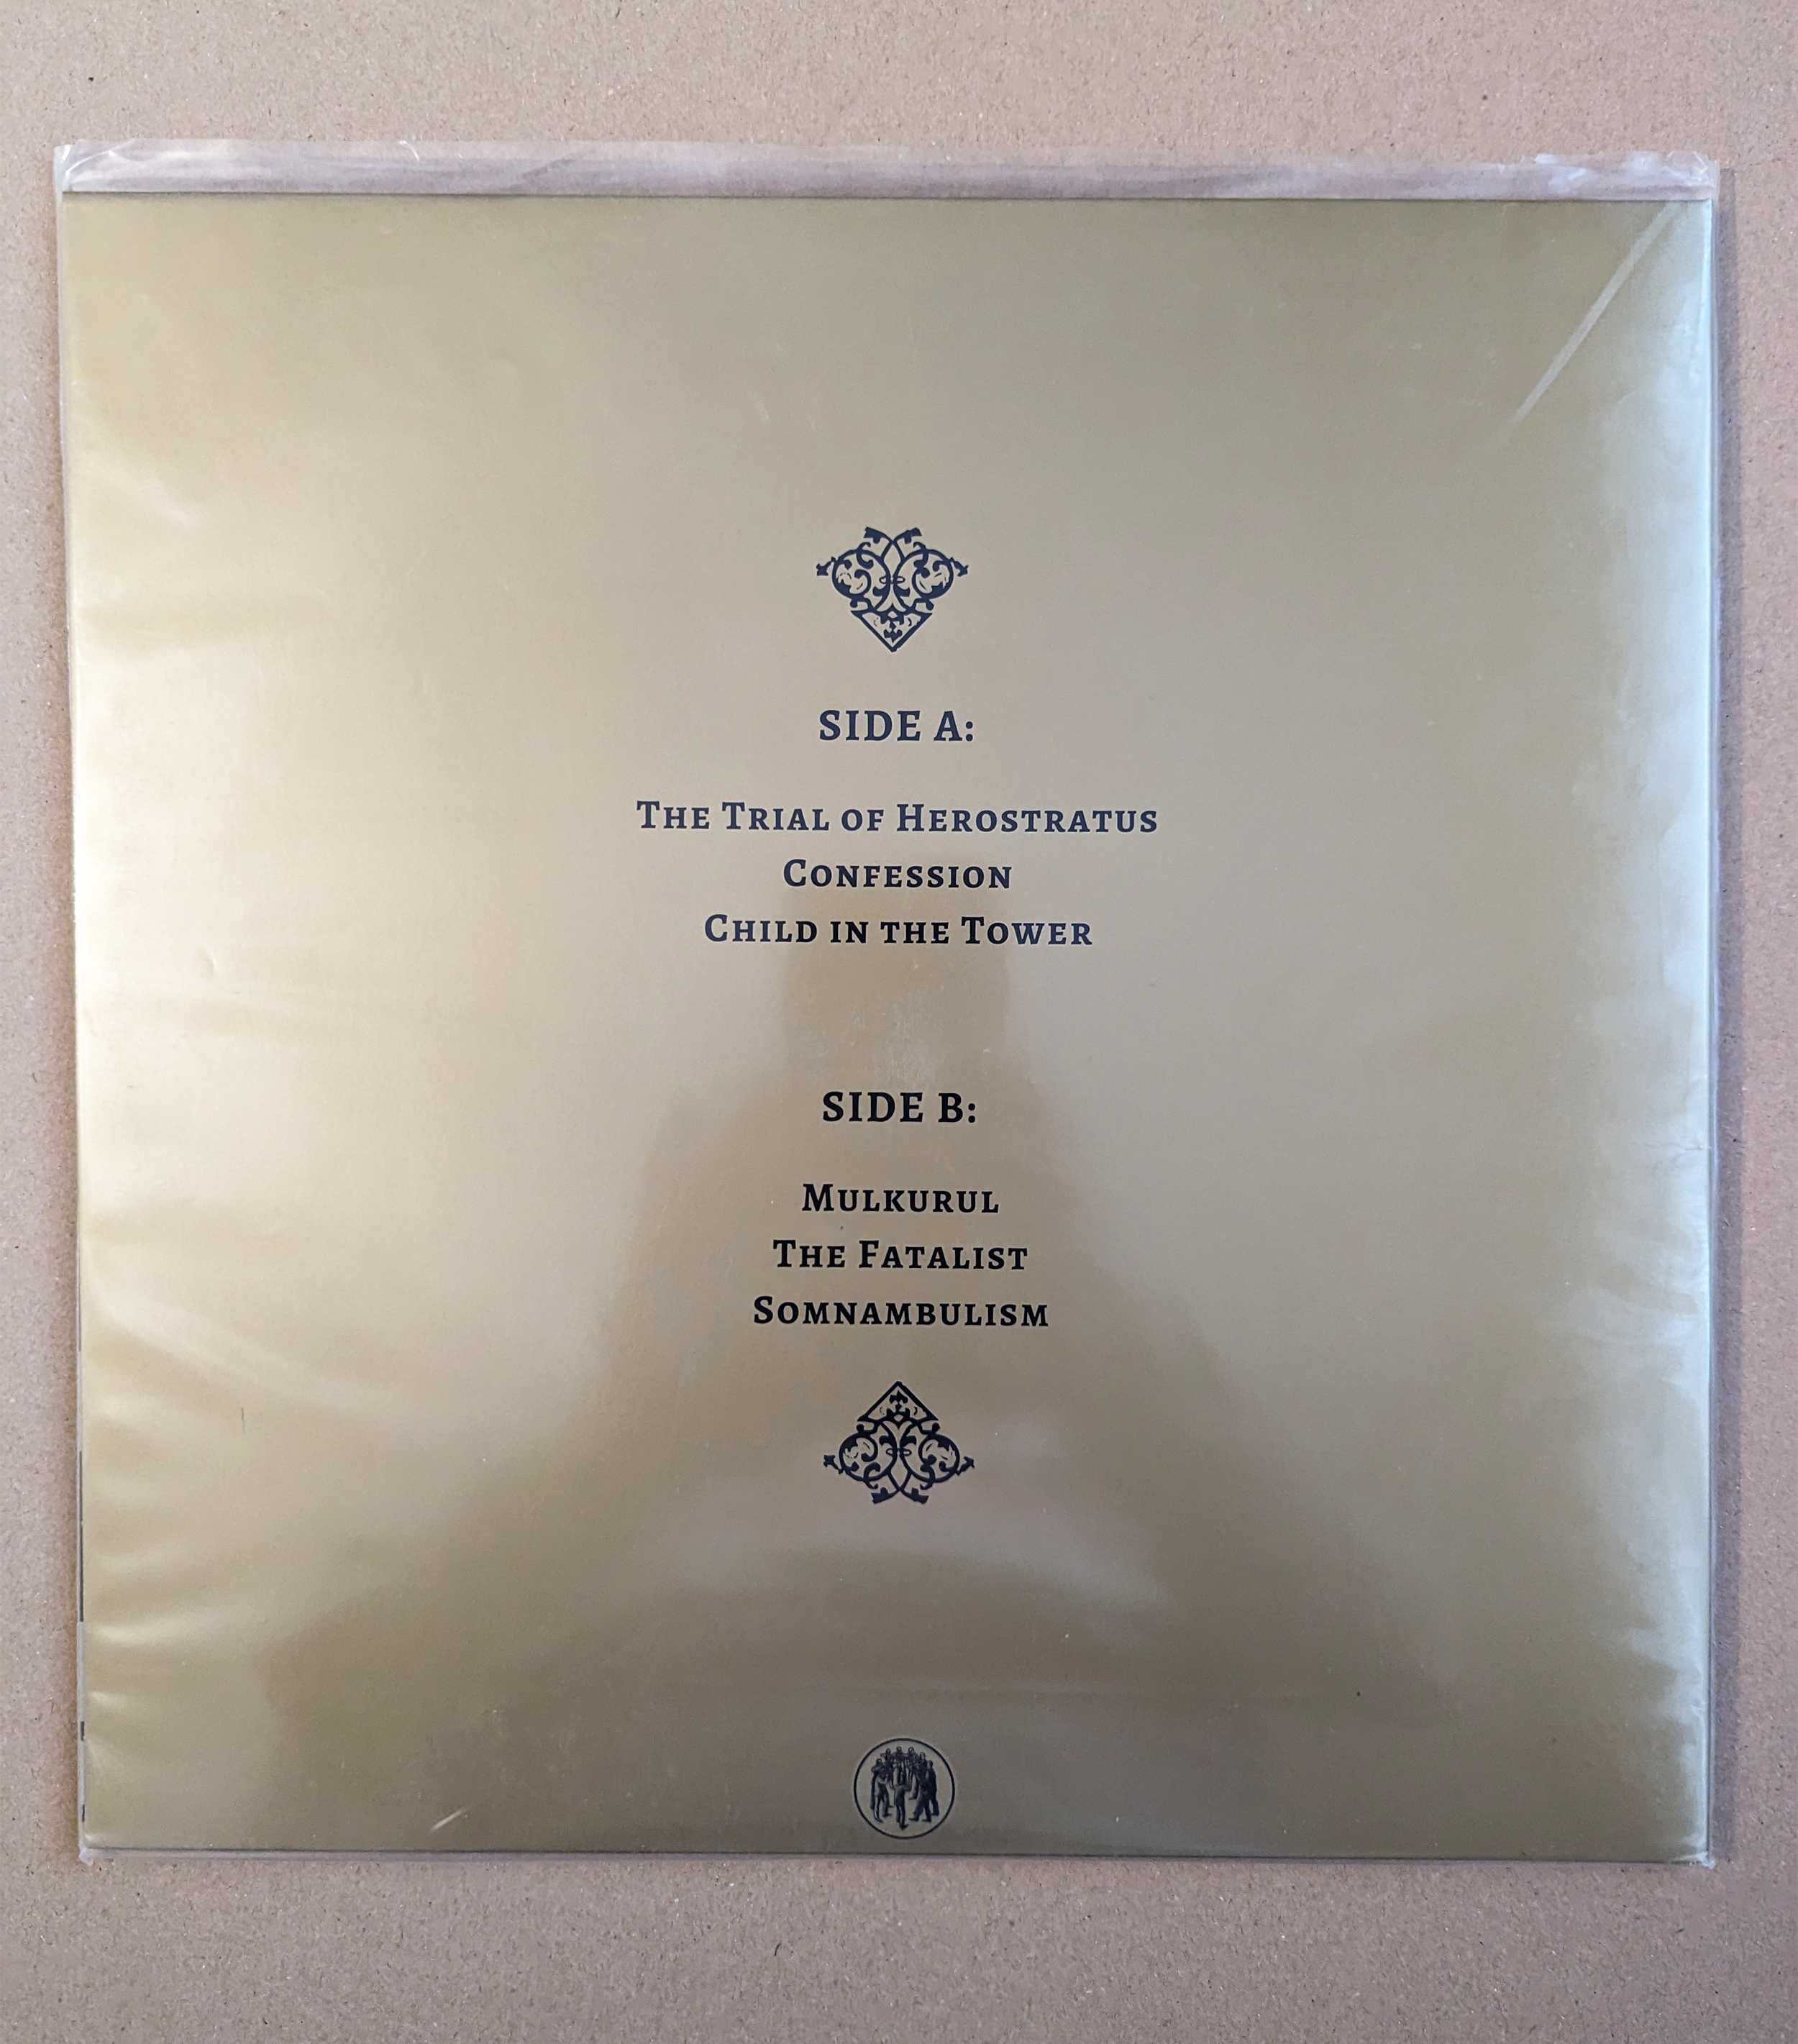 SIDE A:
The Trial of Herostratus
Confession
Child in the Tower
SIDE B:
Mulkurul
The Fatalist
Somnambulism